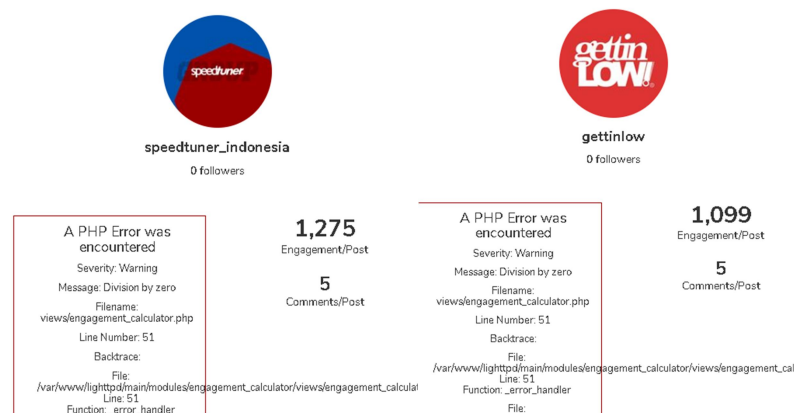 speedtuner
speedtuner_indonesia
0 followers
A PHP Error was
encountered
Severity: Warning
Message: Division by zero
Filename:
views/engagement_calculator.php
Line Number: 51
Backtrace:
File:
/var/www/lighttpd/main/modules/engagement_calculator/views/engagement_calculat
Line: 51
Function: _error_handler
1,275
Engagement/Post
5
Comments/Post
gettin
LOW!
gettinlow
0 followers
A PHP Error was
encountered
Severity: Warning
Message: Division by zero
Filename:
views/engagement_calculator.php
Line Number: 51
Backtrace:
File:
/var/www/lighttpd/main/modules/engagement_calculator/views/engagement_cal
Line: 51
Function: _error_handler
File:
1,099
Engagement/Post
5
Comments/Post